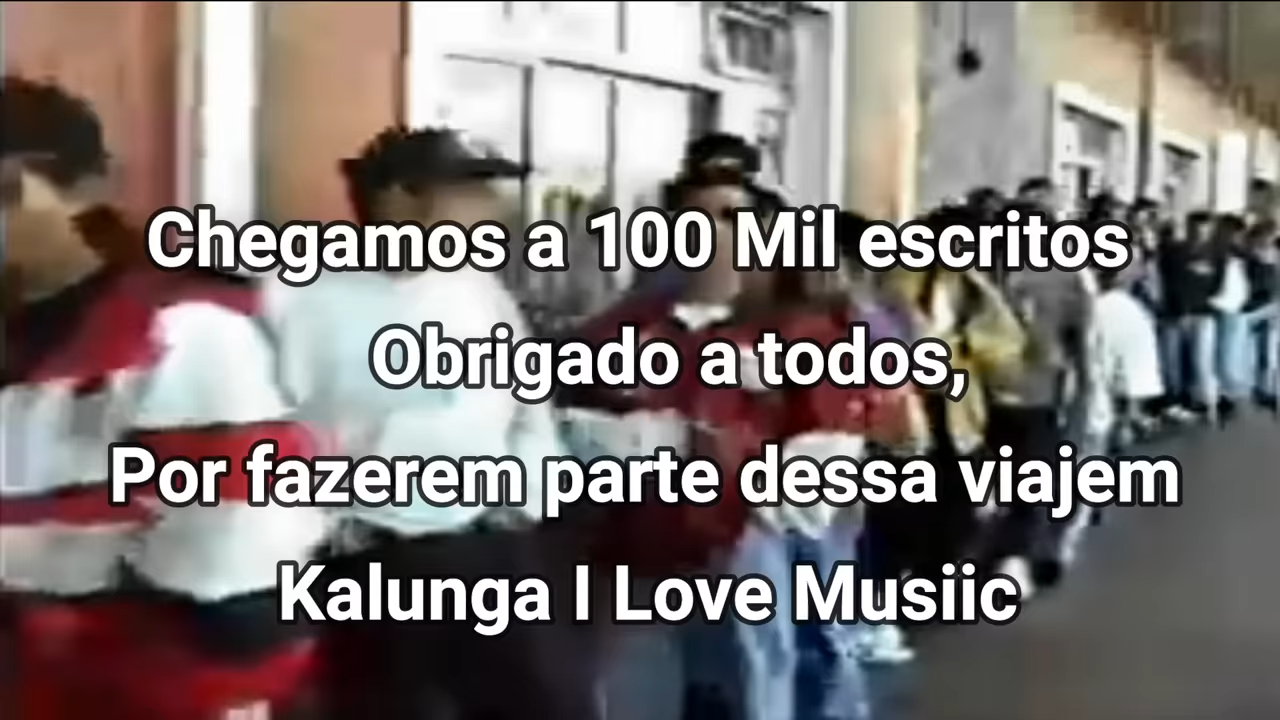 Chegamos a 100 Mil escritos
Obrigado a todos,
Por fazerem parte dessa viajem
Kalunga I Love Musiic